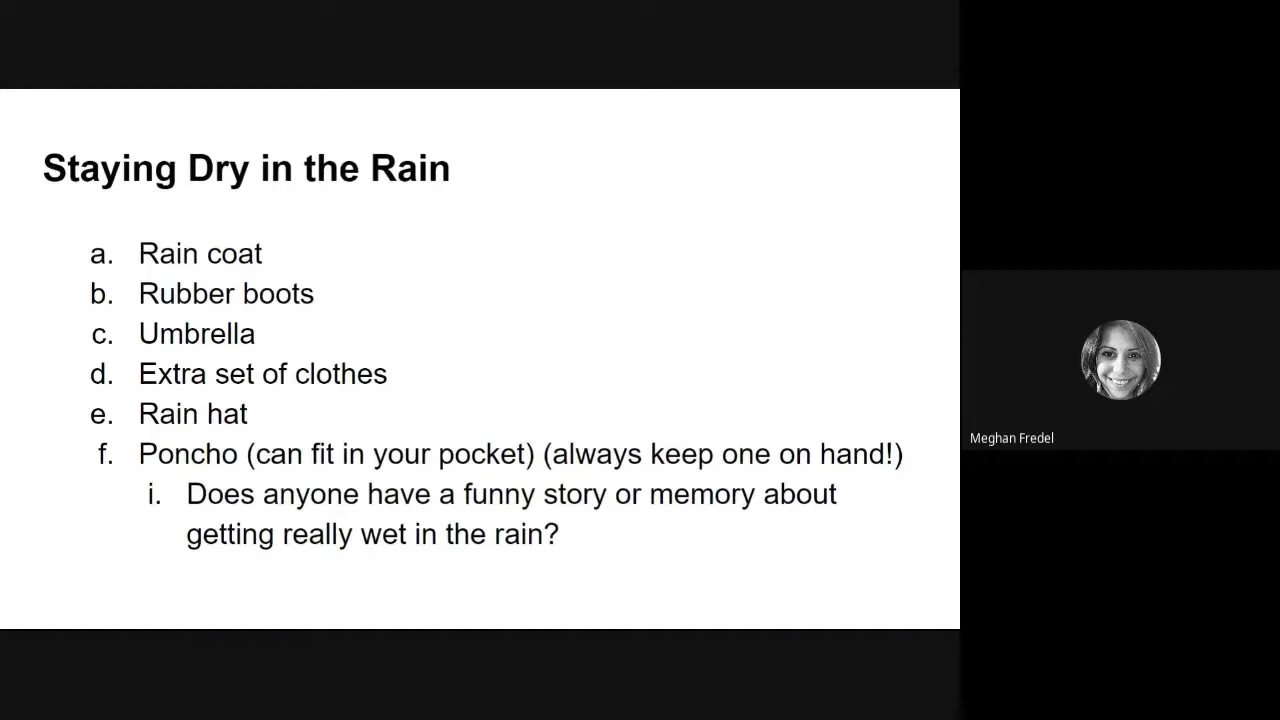 Staying Dry in the Rain
a. Rain coat
b. Rubber boots
c. Umbrella
d. Extra set of clothes
e. Rain hat
f. Poncho (can fit in your pocket) (always keep one on hand!)
i. Does anyone have a funny story or memory about
getting really wet in the rain?
Meghan Fredel